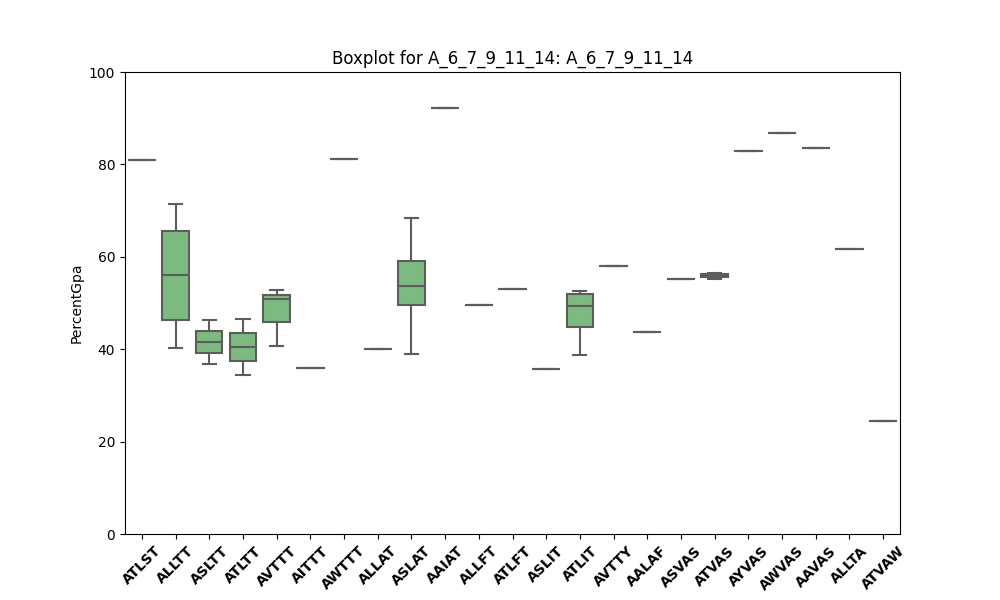 Boxplot for A_6_7_9_11_14: A_6_7_9_11_14
PercentGpa
100
80
60
40
20
0
ATLST
ALLTT
ASLTT
ATLTT
AVTTT
AITTT
AWTTT
ALLAT
ASLAT
AAIAT
ALLFT
ATLFT
ASLIT
ATLIT
AVTTY
AALAF
ASVAS
ATVAS
AYVAS
AWVAS
AAVAS
ALLTA
ATVAW